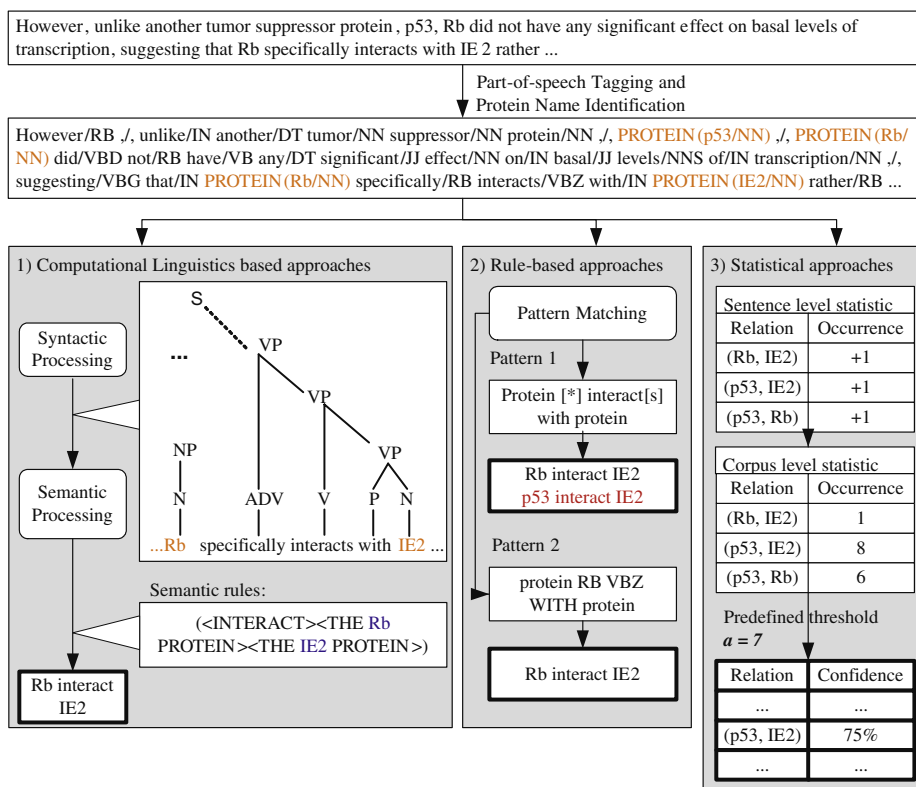 However, unlike another tumor suppressor protein , p53, Rb did not have any significant effect on basal levels of
transcription, suggesting that Rb specifically interacts with IE 2 rather ...
Part-of-speech Tagging and
Protein Name Identification
However/RB ,/, unlike/IN another/DT tumor/NN suppressor/NN protein/NN ,/, PROTEIN(p53/NN) ,/, PROTEIN(Rb/
NN) did/VBD not/RB have/VB any/DT significant/JJ effect/NN on/IN basal/JJ levels/NNS of/IN transcription/NN ,/,
suggesting/VBG that/IN PROTEIN(Rb/NN) specifically/RB interacts/VBZ with/IN PROTEIN(IE2/NN) rather/RB ...
1) Computational Linguistics based approaches
Syntactic
Processing
Semantic
Processing
S
...
VP
VP
NP
VP
N ADV V P N
...Rb specifically interacts with IE2 ...
Semantic rules:
(<INTERACT><THE Rb
PROTEIN><THE IE2 PROTEIN>)
Rb interact
IE2
2) Rule-based approaches
Pattern Matching
Pattern 1
Protein [*] interact[s]
with protein
Rb interact IE2
p53 interact IE2
Pattern 2
protein RB VBZ
WITH protein
Rb interact IE2
3) Statistical approaches
Sentence level statistic
Relation Occurrence
(Rb, IE2) +1
(p53, IE2) +1
(p53, Rb) +1
Corpus level statistic
Relation Occurrence
(Rb, IE2) 1
(p53, IE2) 8
(p53, Rb) 6
Predefined threshold
a = 7
Relation Confidence
... ...
(p53, IE2) 75%
... ...